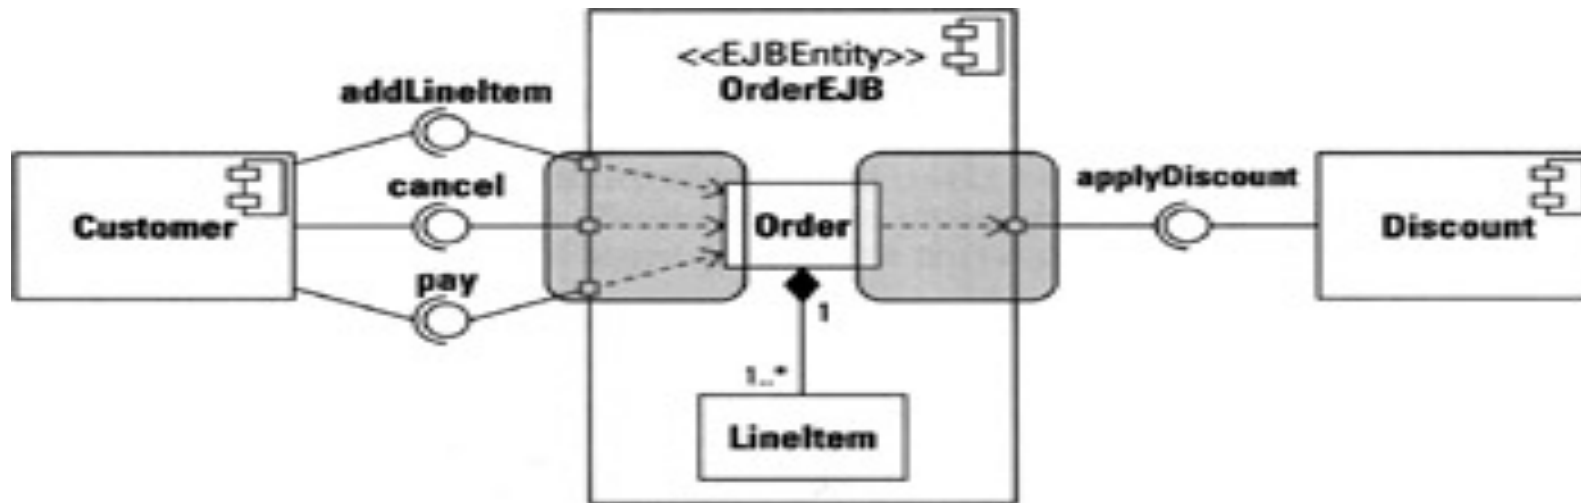 <<EJBEntity>>
OrderEJB
addLineItem
cancel
pay
Customer
Order
applyDiscount
Discount
1
1..*
LineItem